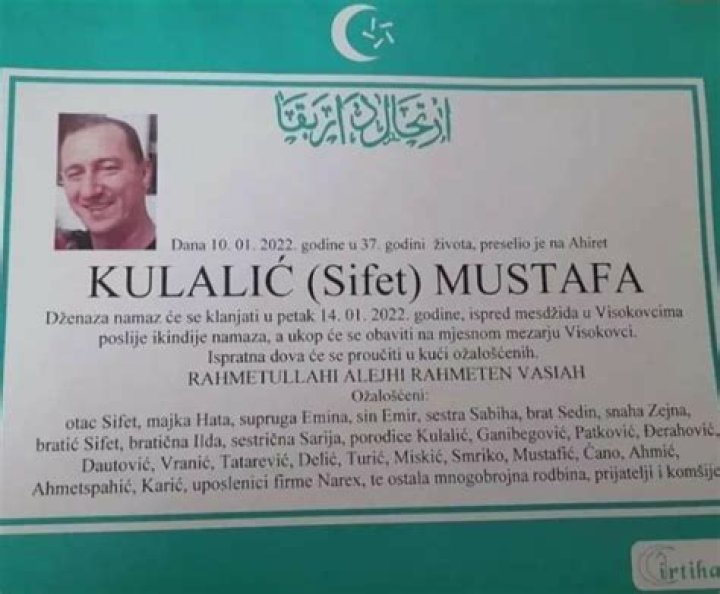 ارتحال دار بقا
Dana 10. 01. 2022. godine u 37. godini života, preselio je na Ahiret
KULALIĆ (Sifet) MUSTAFA
Dženaza namaz će se klanjati u petak 14. 01. 2022. godine, ispred mesdžida u Visokovcima
poslije ikindije namaza, a ukop će se obaviti na mjesnom mezarju Visokovci.
Ispratna dova će se proučiti u kući ožalošćenih.
RAHMETULLAHI ALEJHI RAHMETEN VASIAH
Ožalošćeni:
otac Sifet, majka Hata, supruga Emina, sin Emir, sestra Sabiha, brat Sedin, snaha Zejna,
bratić Sifet, bratična Ilda, sestrična Sarija, porodice Kulalić, Ganibegović, Patković, Đerahović,
Dautović, Vranić, Tatarević, Delić, Turić, Miskić, Smriko, Mustafić, Čano, Ahmić,
Ahmetspahić, Karić, uposlenici firme Narex, te ostala mnogobrojna rodbina, prijatelji i komšije
irtiha